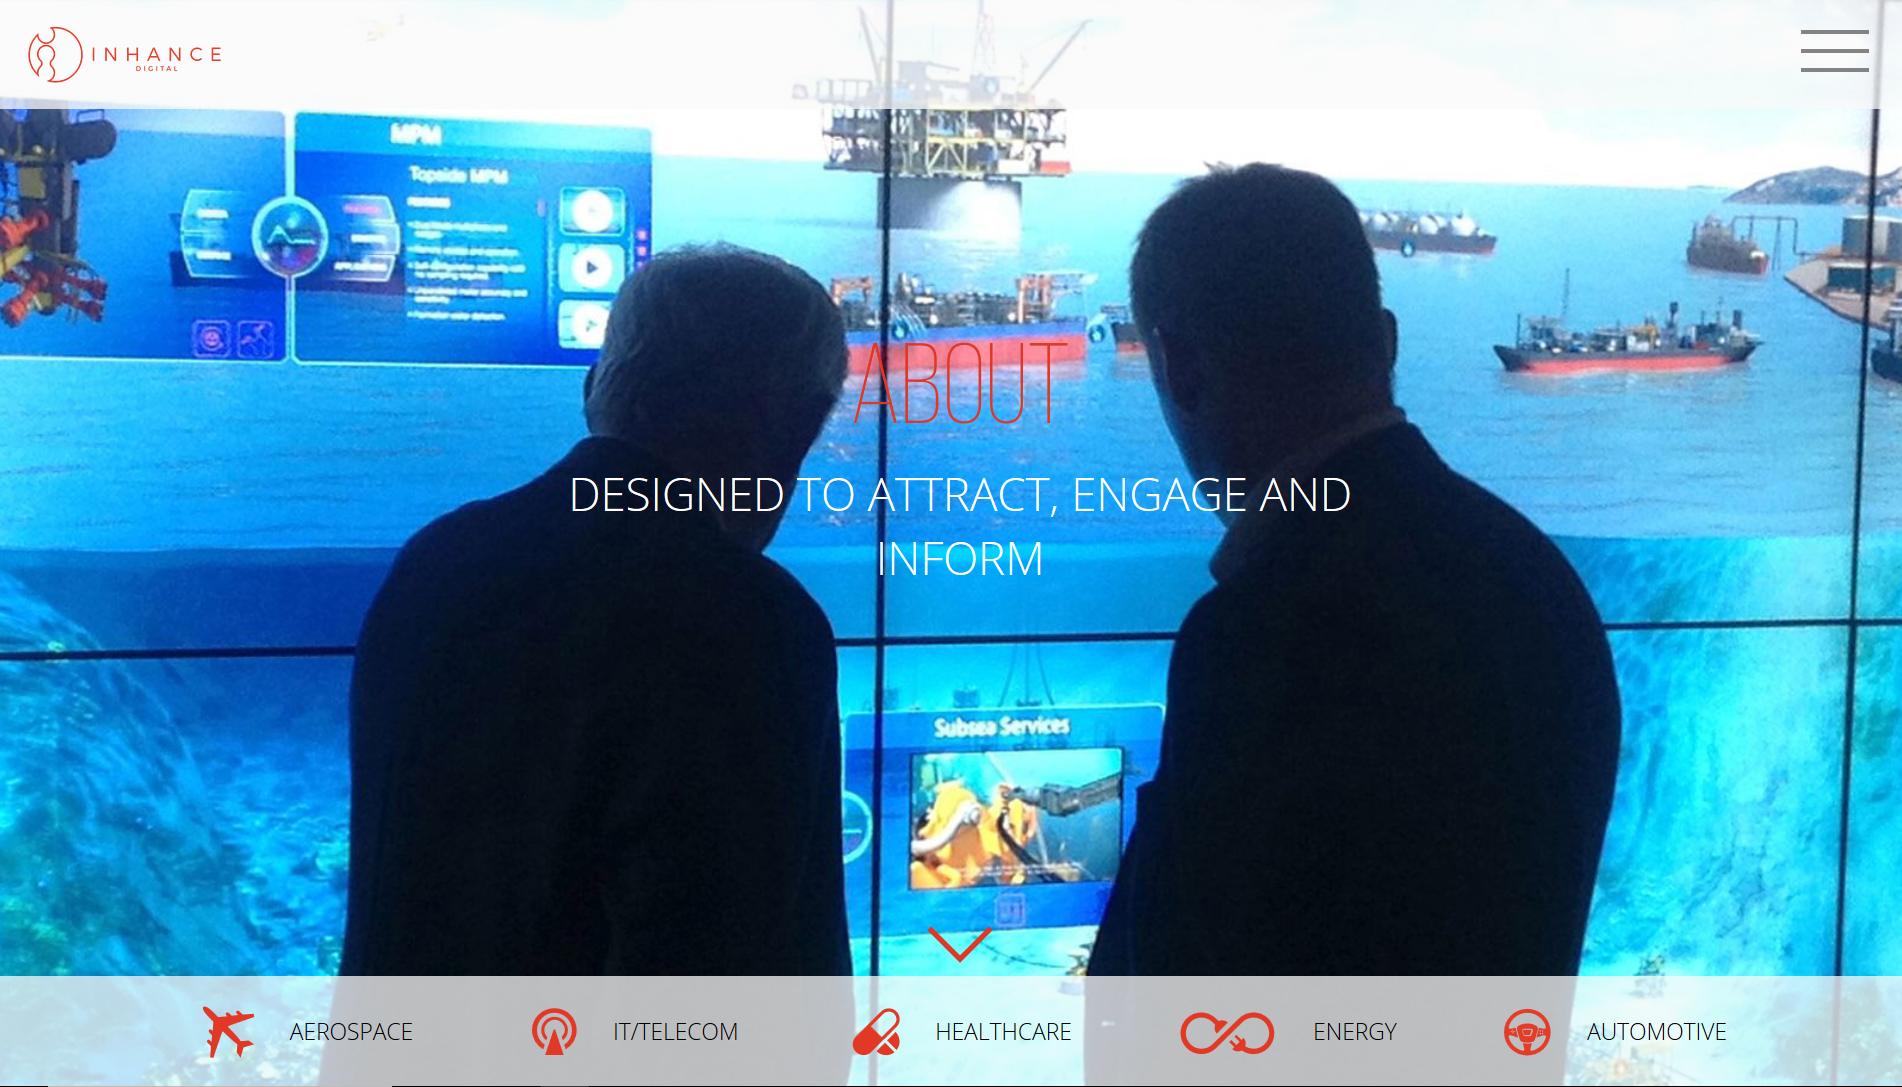 INHANCE
DIGITAL
MPM
Topside MPM
FEATURES
ABOUT
DESIGNED TO ATTRACT, ENGAGE AND
INFORM
Subsea Services
AEROSPACE
IT/TELECOM
HEALTHCARE
ENERGY
AUTOMOTIVE